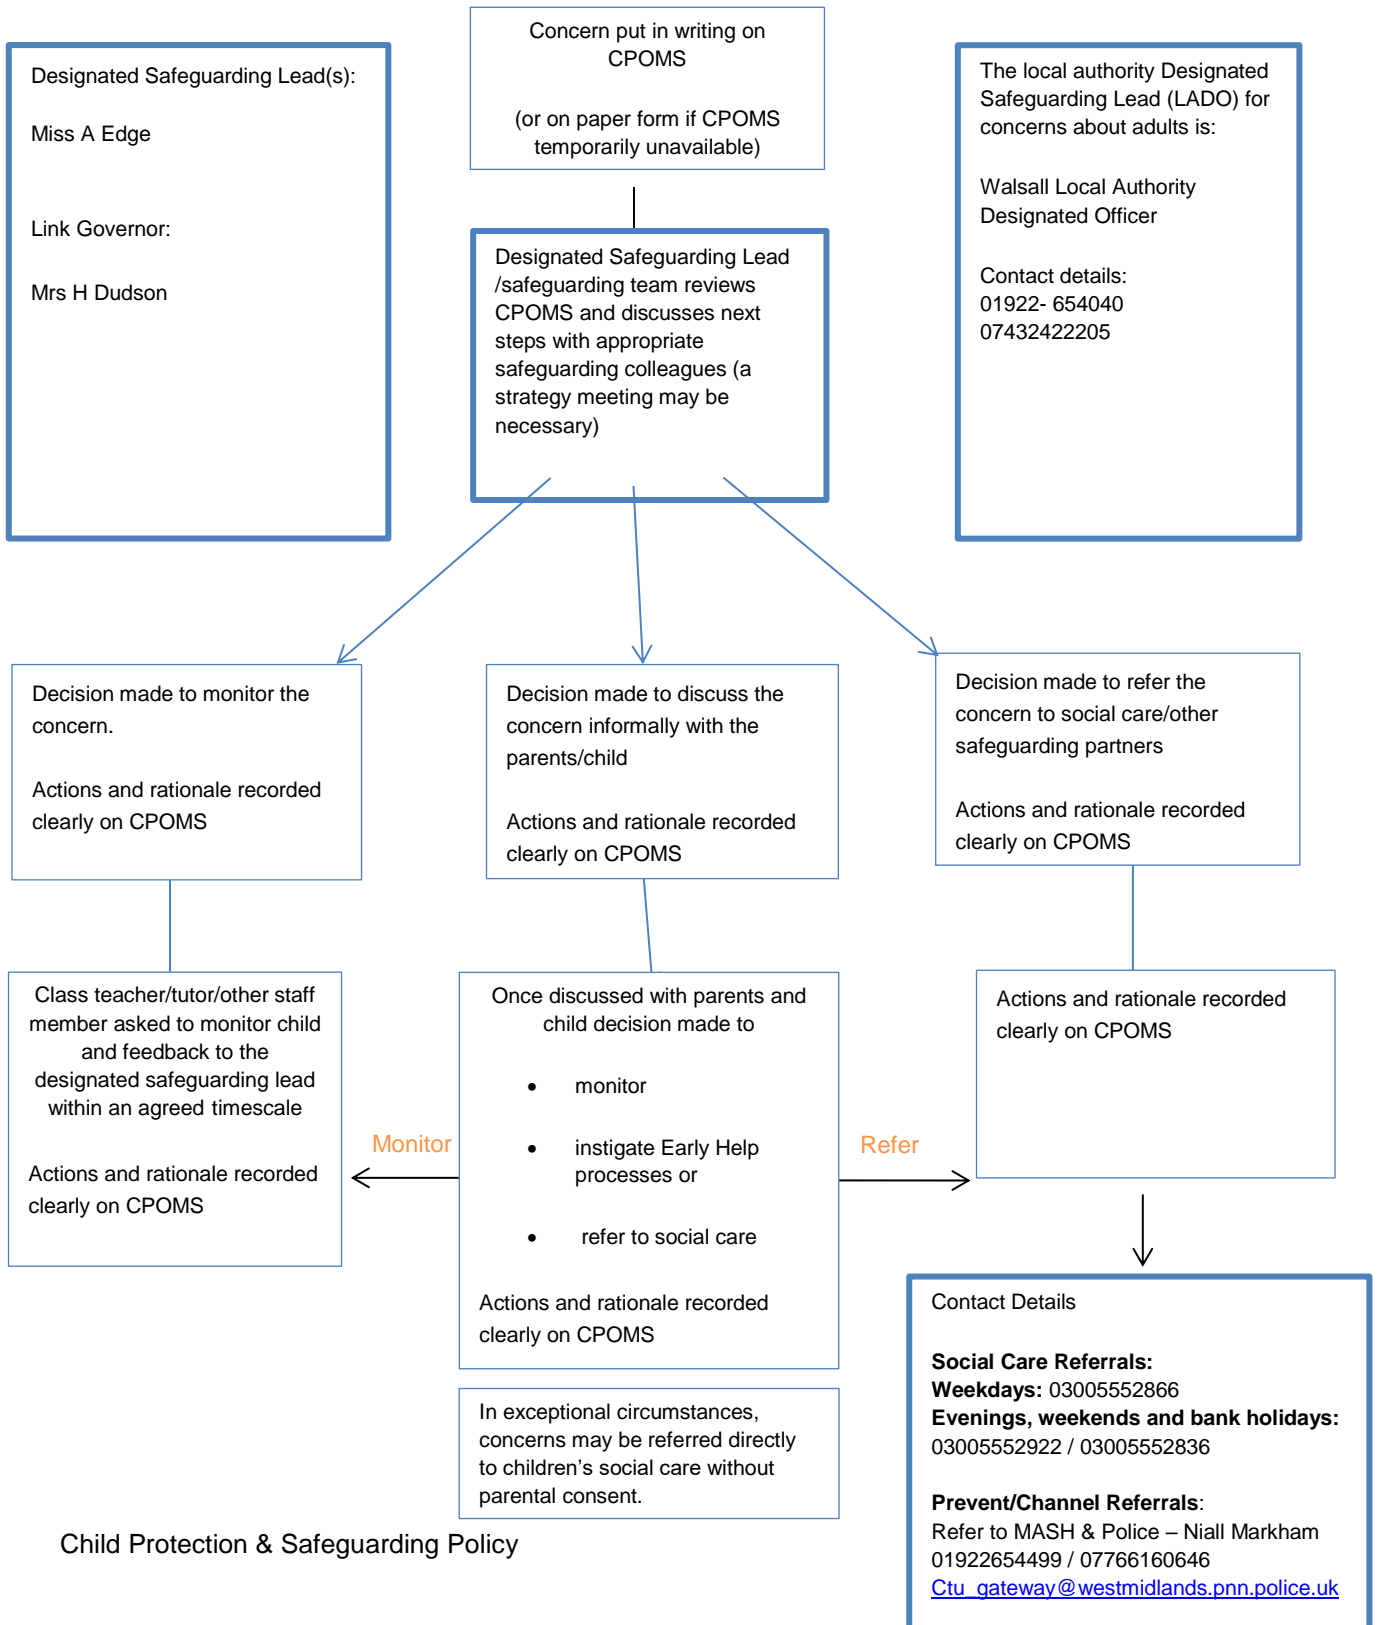 Concern put in writing on
CPOMS
(or on paper form if CPOMS
temporarily unavailable)
Designated Safeguarding Lead(s):
Miss A Edge
Link Governor:
Mrs H Dudson
The local authority Designated
Safeguarding Lead (LADO) for
concerns about adults is:
Walsall Local Authority
Designated Officer
Contact details:
01922- 654040
07432422205
Designated Safeguarding Lead
/safeguarding team reviews
CPOMS and discusses next
steps with appropriate
safeguarding colleagues (a
strategy meeting may be
necessary)
Decision made to monitor the
concern.
Actions and rationale recorded
clearly on CPOMS
Decision made to discuss the
concern informally with the
parents/child
Actions and rationale recorded
clearly on CPOMS
Decision made to refer the
concern to social care/other
safeguarding partners
Actions and rationale recorded
clearly on CPOMS
Class teacher/tutor/other staff
member asked to monitor child
and feedback to the
designated safeguarding lead
within an agreed timescale
Actions and rationale recorded
clearly on CPOMS
Monitor
Once discussed with parents and
child decision made to
• monitor
• instigate Early Help
processes or
• refer to social care
Actions and rationale recorded
clearly on CPOMS
Refer
Actions and rationale recorded
clearly on CPOMS
In exceptional circumstances,
concerns may be referred directly
to children’s social care without
parental consent.
Contact Details
Social Care Referrals:
Weekdays: 03005552866
Evenings, weekends and bank holidays:
03005552922 / 03005552836
Prevent/Channel Referrals:
Refer to MASH & Police – Niall Markham
01922654499 / 07766160646
Ctu_gateway@westmidlands.pnn.police.uk
Child Protection & Safeguarding Policy